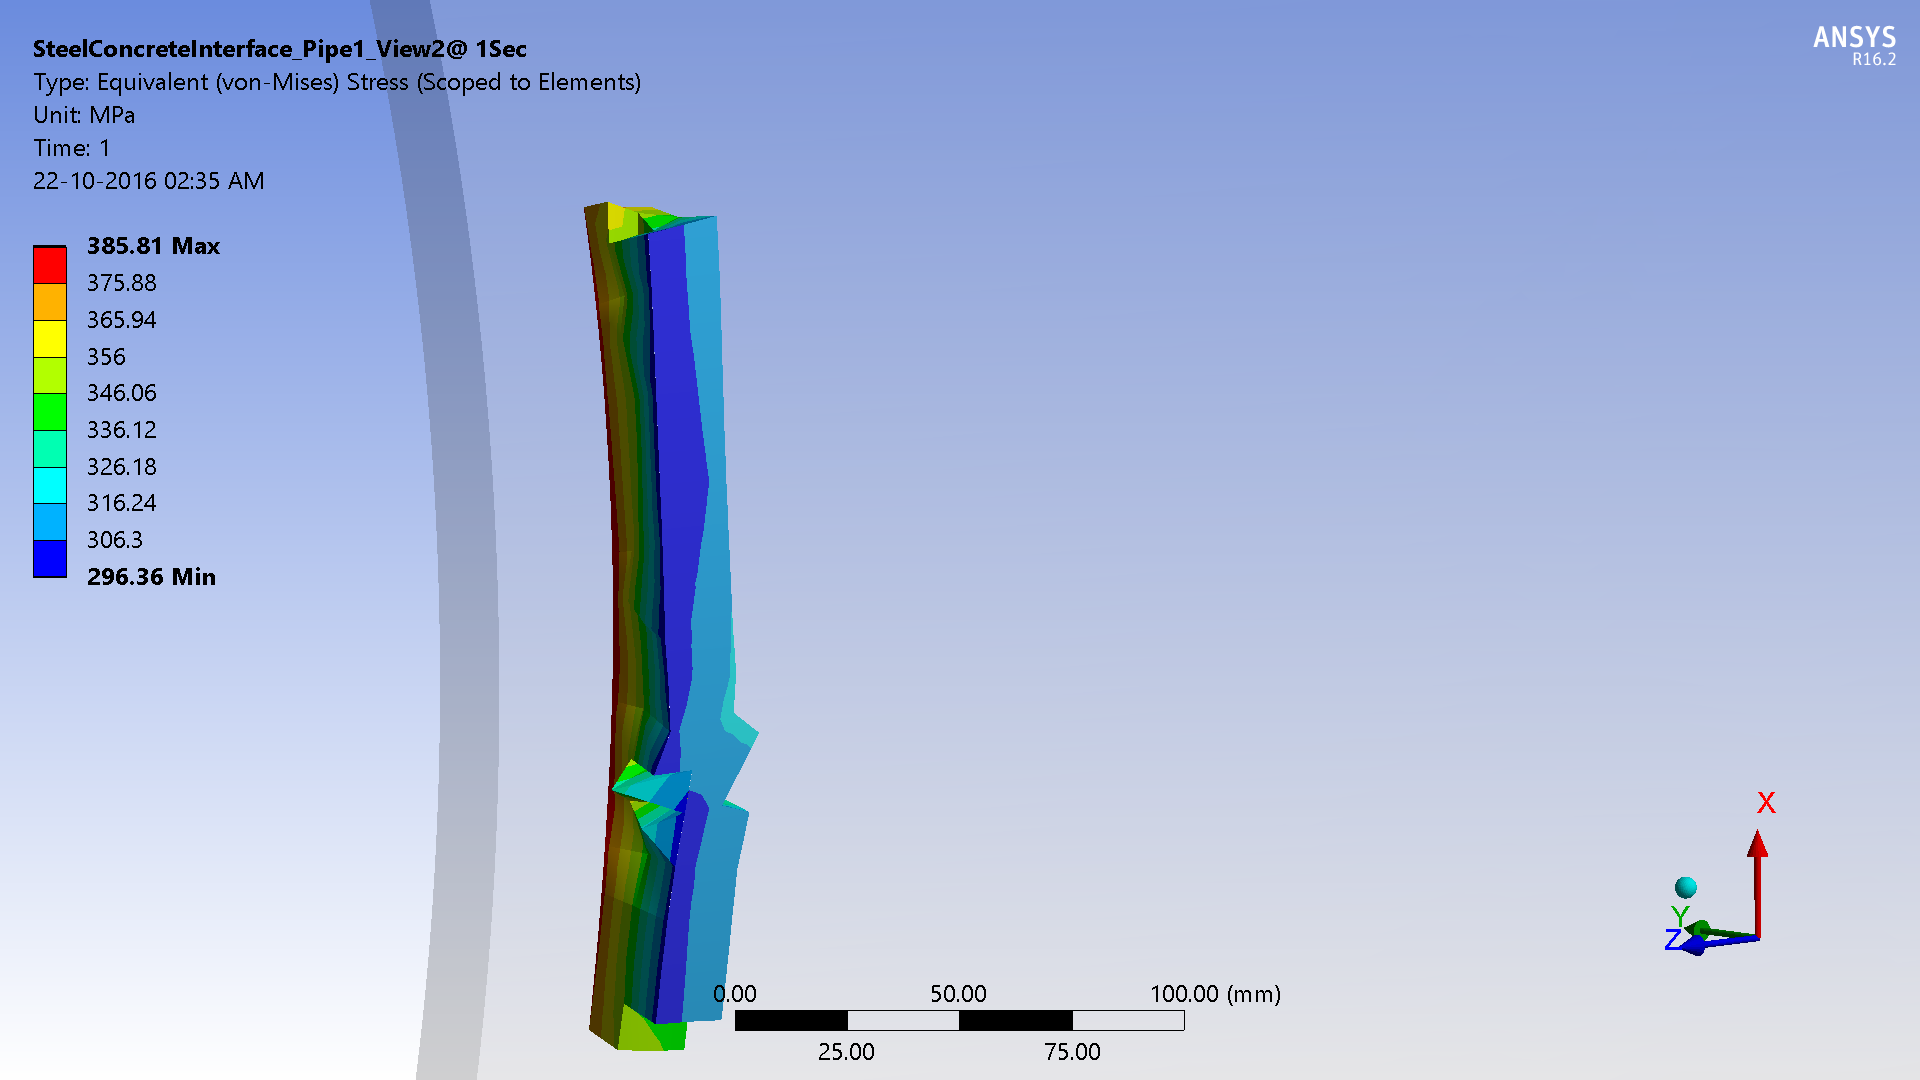 SteelConcreteInterface_Pipe1_View2@ 1Sec
Type: Equivalent (von-Mises) Stress (Scoped to Elements)
Unit: MPa
Time: 1
22-10-2016 02:35 AM
ANSYS
R16.2
385.81 Max
375.88
365.94
356
346.06
336.12
326.18
316.24
306.3
296.36 Min
X
Y
Z
0.00 50.00 100.00 (mm)
25.00 75.00